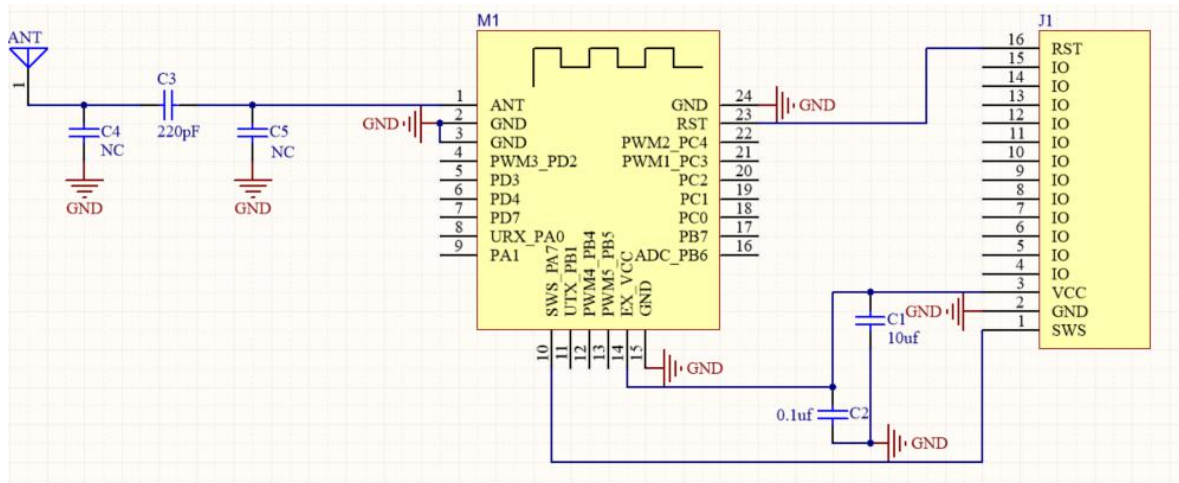 ANT
1
C4
NC
GND
C3
220pF
C5
NC
GND
M1
GND
1 ANT
2 GND
3 GND
4 PWM3_PD2
5 PD3
6 PD4
7 PD7
8 URX_PA0
9 PA1
10 SWS_PA7
11 UTX_PB1
12 PWM4_PB4
13 PWM5_PB5
14 EX_VCC
15 GND
GND
GND 24
GND
RST 23
PWM2_PC4 22
PWM1_PC3 21
PC2 20
PC1 19
PC0 18
PB7 17
ADC_PB6 16
C1
10uf
0.1uf
C2
GND
GND
J1
16 RST
15 IO
14 IO
13 IO
12 IO
11 IO
10 IO
9 IO
8 IO
7 IO
6 IO
5 IO
4 IO
3 VCC
2 GND
1 SWS